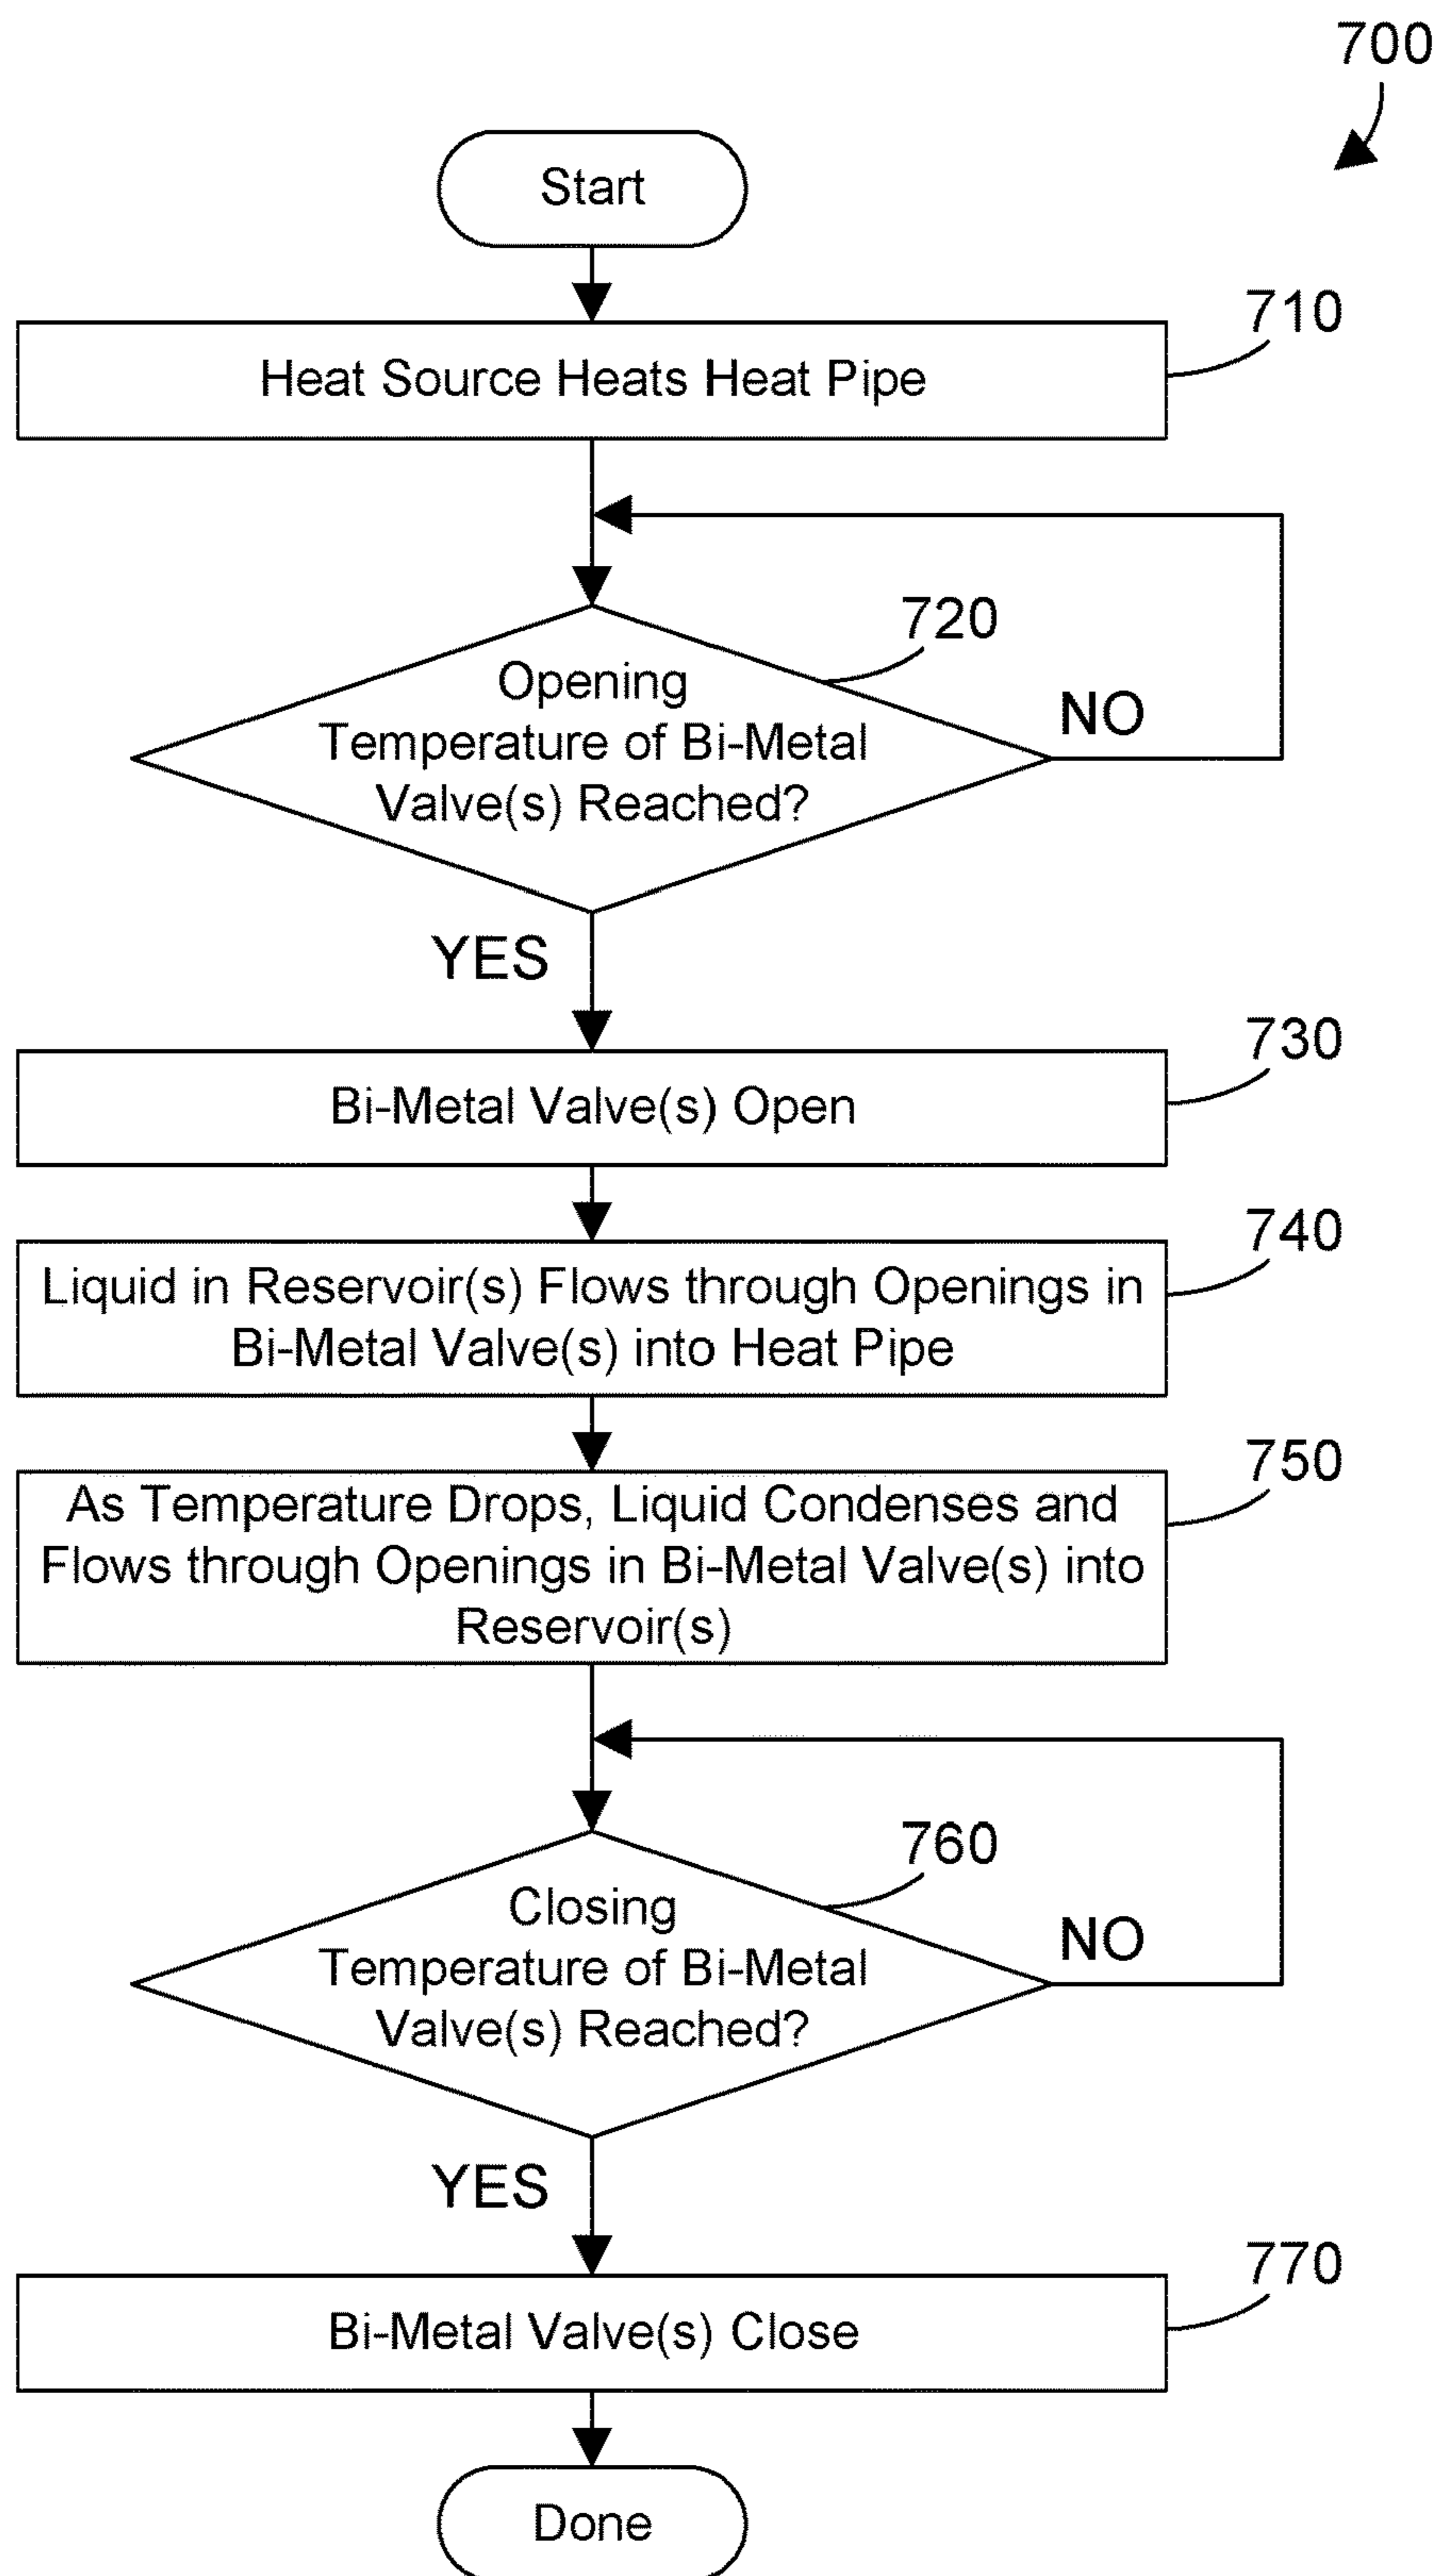 700
Start
710
Heat Source Heats Heat Pipe
720
Opening
Temperature of Bi-Metal
Valve(s) Reached?
NO
YES
730
Bi-Metal Valve(s) Open
740
Liquid in Reservoir(s) Flows through Openings in
Bi-Metal Valve(s) into Heat Pipe
750
As Temperature Drops, Liquid Condenses and
Flows through Openings in Bi-Metal Valve(s) into
Reservoir(s)
760
Closing
Temperature of Bi-Metal
Valve(s) Reached?
NO
YES
770
Bi-Metal Valve(s) Close
Done